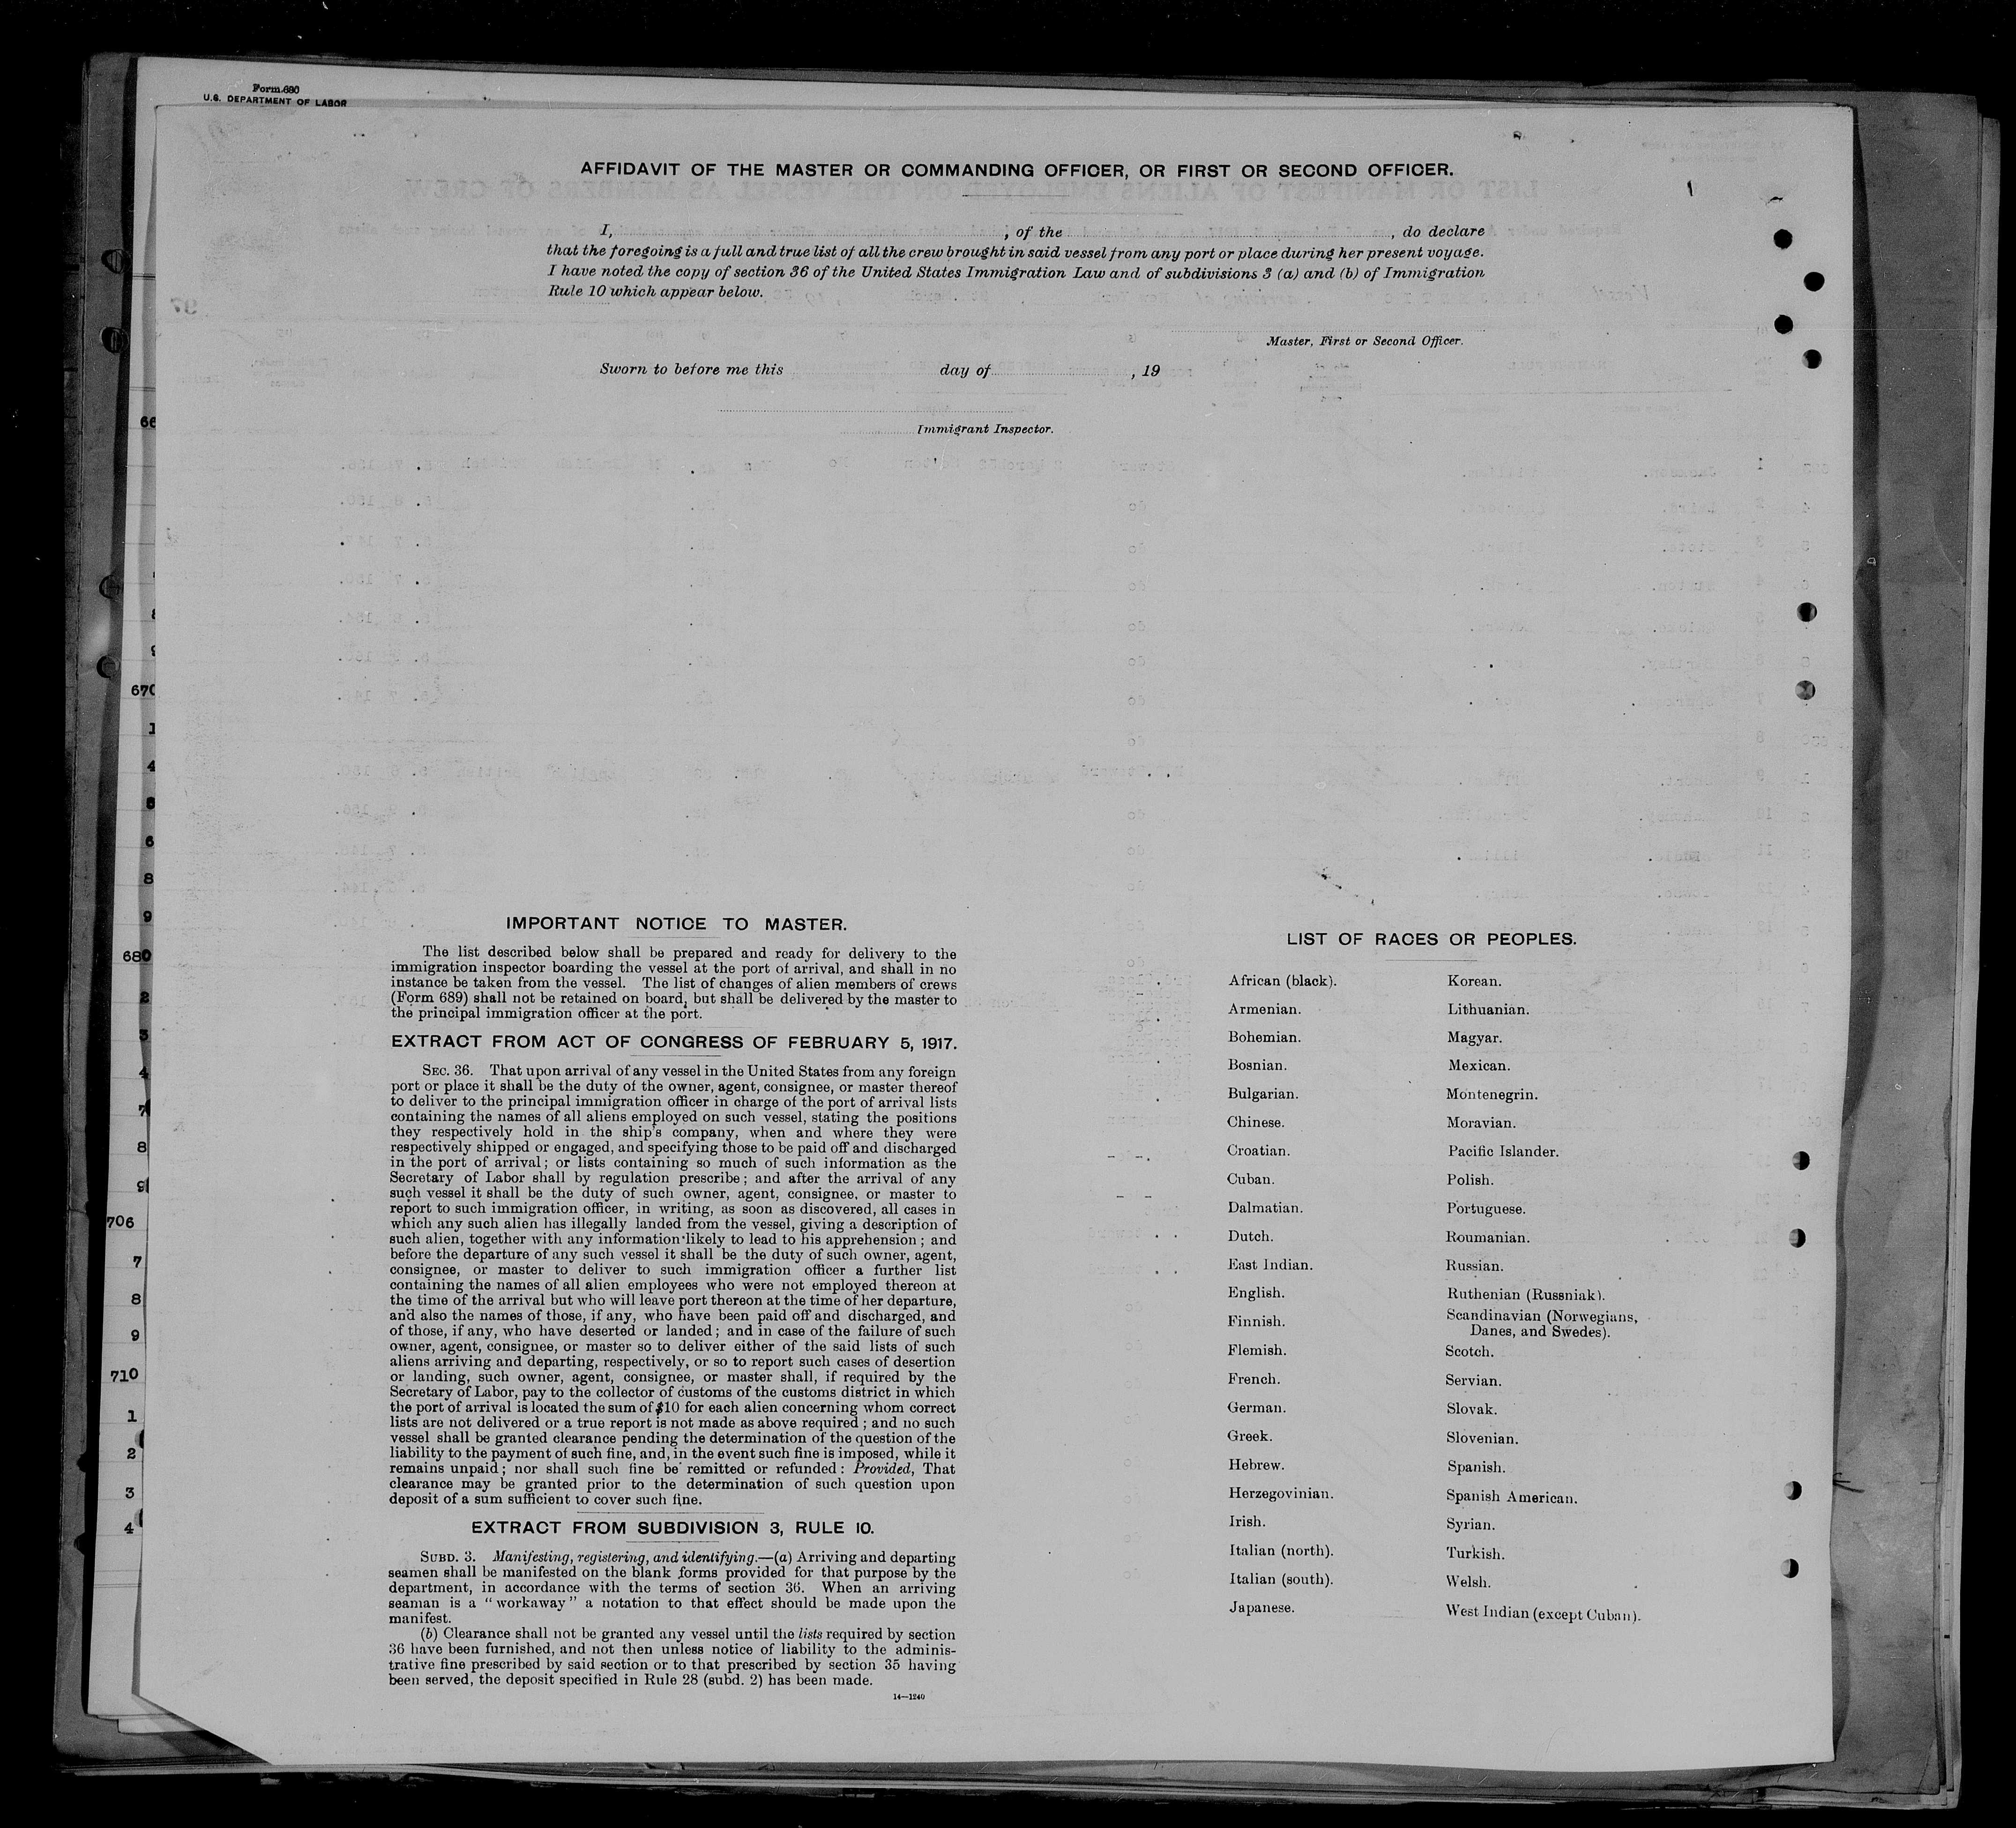 Form 680
U.S. DEPARTMENT OF LABOR
AFFIDAVIT OF THE MASTER OR COMMANDING OFFICER, OR FIRST OR SECOND OFFICER.
I, , of the , do declare
that the foregoing is a full and true list of all the crew brought in said vessel from any port or place during her present voyage.
I have noted the copy of section 36 of the United States Immigration Law and of subdivisions 3 (a) and (b) of Immigration
Rule 10 which appear below.
Master, First or Second Officer.
Sworn to before me this day of , 19
Immigrant Inspector.
66
670
1
4
5
6
8
9
680
2
3
4
7
8
9
706
7
8
9
710
1
2
3
4
IMPORTANT NOTICE TO MASTER.
The list described below shall be prepared and ready for delivery to the
immigration inspector boarding the vessel at the port of arrival, and shall in no
instance be taken from the vessel. The list of changes of alien members of crews
(Form 689) shall not be retained on board, but shall be delivered by the master to
the principal immigration officer at the port.
EXTRACT FROM ACT OF CONGRESS OF FEBRUARY 5, 1917.
SEC. 36. That upon arrival of any vessel in the United States from any foreign
port or place it shall be the duty of the owner, agent, consignee, or master thereof
to deliver to the principal immigration officer in charge of the port of arrival lists
containing the names of all aliens employed on such vessel, stating the positions
they respectively hold in the ship's company, when and where they were
respectively shipped or engaged, and specifying those to be paid off and discharged
in the port of arrival; or lists containing so much of such information as the
Secretary of Labor shall by regulation prescribe; and after the arrival of any
such vessel it shall be the duty of such owner, agent, consignee, or master to
report to such immigration officer, in writing, as soon as discovered, all cases in
which any such alien has illegally landed from the vessel, giving a description of
such alien, together with any information likely to lead to his apprehension; and
before the departure of any such vessel it shall be the duty of such owner, agent,
consignee, or master to deliver to such immigration officer a further list
containing the names of all alien employees who were not employed thereon at
the time of the arrival but who will leave port thereon at the time of her departure,
and also the names of those, if any, who have been paid off and discharged, and
of those, if any, who have deserted or landed; and in case of the failure of such
owner, agent, consignee, or master so to deliver either of the said lists of such
aliens arriving and departing, respectively, or so to report such cases of desertion
or landing, such owner, agent, consignee, or master shall, if required by the
Secretary of Labor, pay to the collector of customs of the customs district in which
the port of arrival is located the sum of $10 for each alien concerning whom correct
lists are not delivered or a true report is not made as above required; and no such
vessel shall be granted clearance pending the determination of the question of the
liability to the payment of such fine, and, in the event such fine is imposed, while it
remains unpaid; nor shall such fine be remitted or refunded: Provided, That
clearance may be granted prior to the determination of such question upon
deposit of a sum sufficient to cover such fine.
EXTRACT FROM SUBDIVISION 3, RULE 10.
SUBD. 3. Manifesting, registering, and identifying.—(a) Arriving and departing
seamen shall be manifested on the blank forms provided for that purpose by the
department, in accordance with the terms of section 36. When an arriving
seaman is a "workaway" a notation to that effect should be made upon the
manifest.
(b) Clearance shall not be granted any vessel until the lists required by section
36 have been furnished, and not then unless notice of liability to the adminis-
trative fine prescribed by said section or to that prescribed by section 35 having
been served, the deposit specified in Rule 28 (subd. 2) has been made.
14—1240
LIST OF RACES OR PEOPLES.
African (black).
Armenian.
Bohemian.
Bosnian.
Bulgarian.
Chinese.
Croatian.
Cuban.
Dalmatian.
Dutch.
East Indian.
English.
Finnish.
Flemish.
French.
German.
Greek.
Hebrew.
Herzegovinian.
Irish.
Italian (north).
Italian (south).
Japanese.
Korean.
Lithuanian.
Magyar.
Mexican.
Montenegrin.
Moravian.
Pacific Islander.
Polish.
Portuguese.
Roumanian.
Russian.
Ruthenian (Russniak).
Scandinavian (Norwegians,
Danes, and Swedes).
Scotch.
Servian.
Slovak.
Slovenian.
Spanish.
Spanish American.
Syrian.
Turkish.
Welsh.
West Indian (except Cuban).